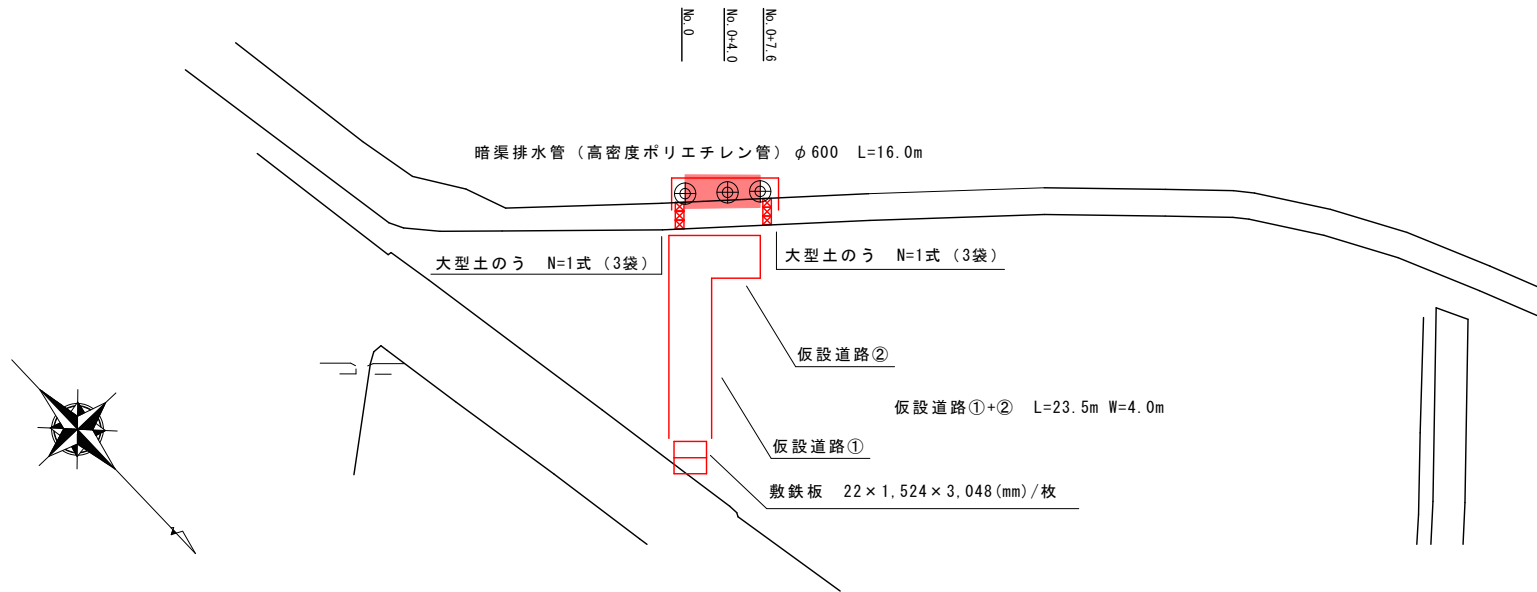 No.0
No.0+4.0
No.0+7.6
暗渠排水管（高密度ポリエチレン管）φ600 L=16.0m
大型土のう N=1式（3袋）
大型土のう N=1式（3袋）
仮設道路②
仮設道路①+② L=23.5m W=4.0m
仮設道路①
敷鉄板 22×1,524×3,048(mm)/枚